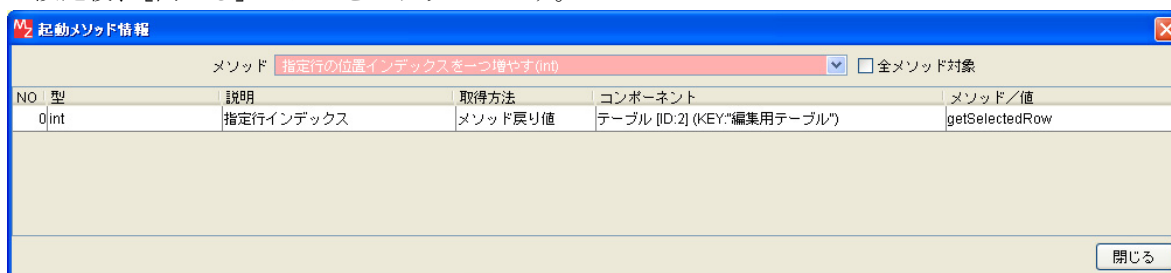 起動メソッド情報
メソッド 指定行の位置インデックスを一つ増やす(int) 全メソッド対象
NO 型 説明 取得方法 コンポーネント メソッド／値
0 int 指定行インデックス メソッド戻り値 テーブル [ID:2] (KEY:"編集用テーブル") getSelectedRow
閉じる